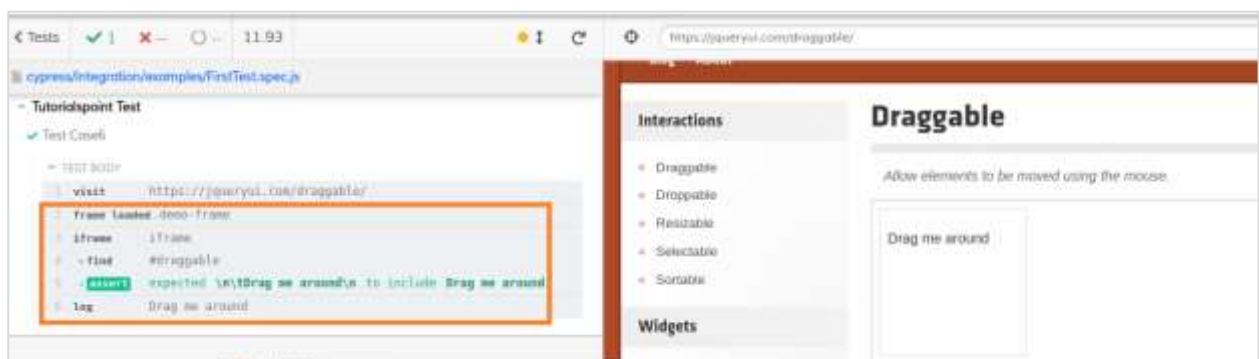 < Tests ✓ 1 ✖ -- ○ -- 11.93
https://jqueryui.com/draggable/
cypress/integration/examples/FirstTest.spec.js
Tutorialspoint Test
Test Case6
TEST BODY
1 visit https://jqueryui.com/draggable/
2 frame loaded .demo-frame
3 iframe iframe
4 -find #draggable
5 -assert expected \n\tDrag me around\n to include Drag me around
6 log Drag me around
Interactions
Draggable
Droppable
Resizable
Selectable
Sortable
Widgets
Draggable
Allow elements to be moved using the mouse.
Drag me around